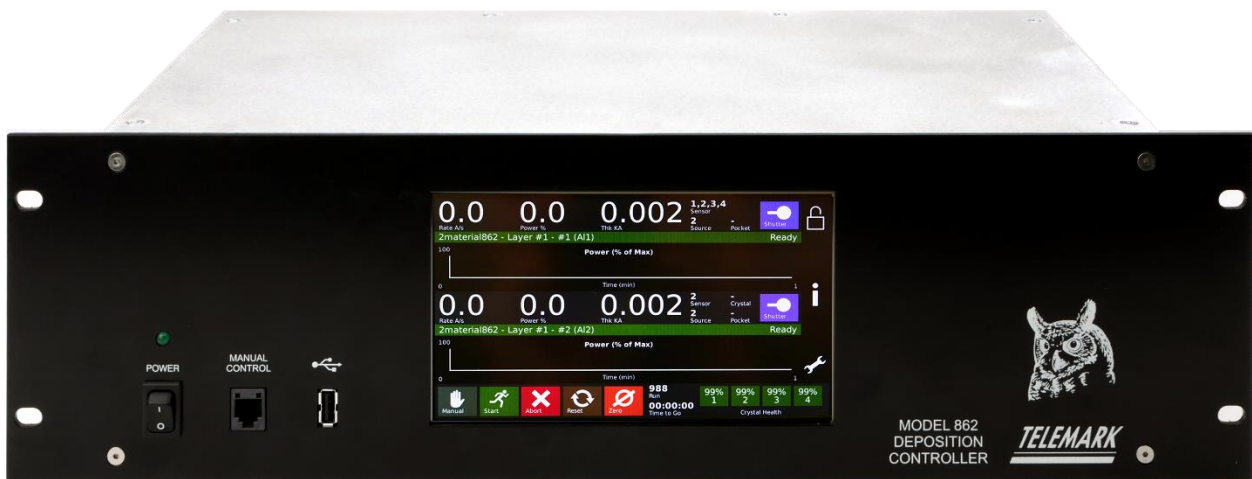 0.0 0.0 0.002 1,2,3,4
Sensor
2 -
Rate A/s Power % Thk KA Source Pocket Shutter
2material862 - Layer #1 - #1 (Al1) Ready
100
Power (% of Max)
0 Time (min) 1
0.0 0.0 0.002 2 -
Sensor Crystal
2 -
Rate A/s Power % Thk KA Source Pocket Shutter
2material862 - Layer #1 - #2 (Al2) Ready
100
Power (% of Max)
0 Time (min) 1
Manual Start Abort Reset Zero
988
Run
00:00:00
Time to Go
99% 99% 99% 99%
1 2 3 4
Crystal Health
POWER
I
O
MANUAL
CONTROL
MODEL 862
DEPOSITION
CONTROLLER
TELEMARK